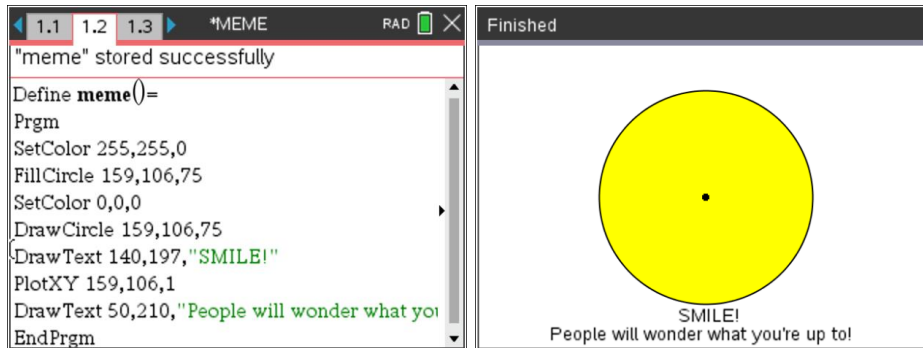 1.1 1.2 1.3 *MEME RAD
"meme" stored successfully
Define meme()=
Prgm
SetColor 255,255,0
FillCircle 159,106,75
SetColor 0,0,0
DrawCircle 159,106,75
DrawText 140,197,"SMILE!"
PlotXY 159,106,1
DrawText 50,210,"People will wonder what you
EndPrgm
Finished
SMILE!
People will wonder what you're up to!